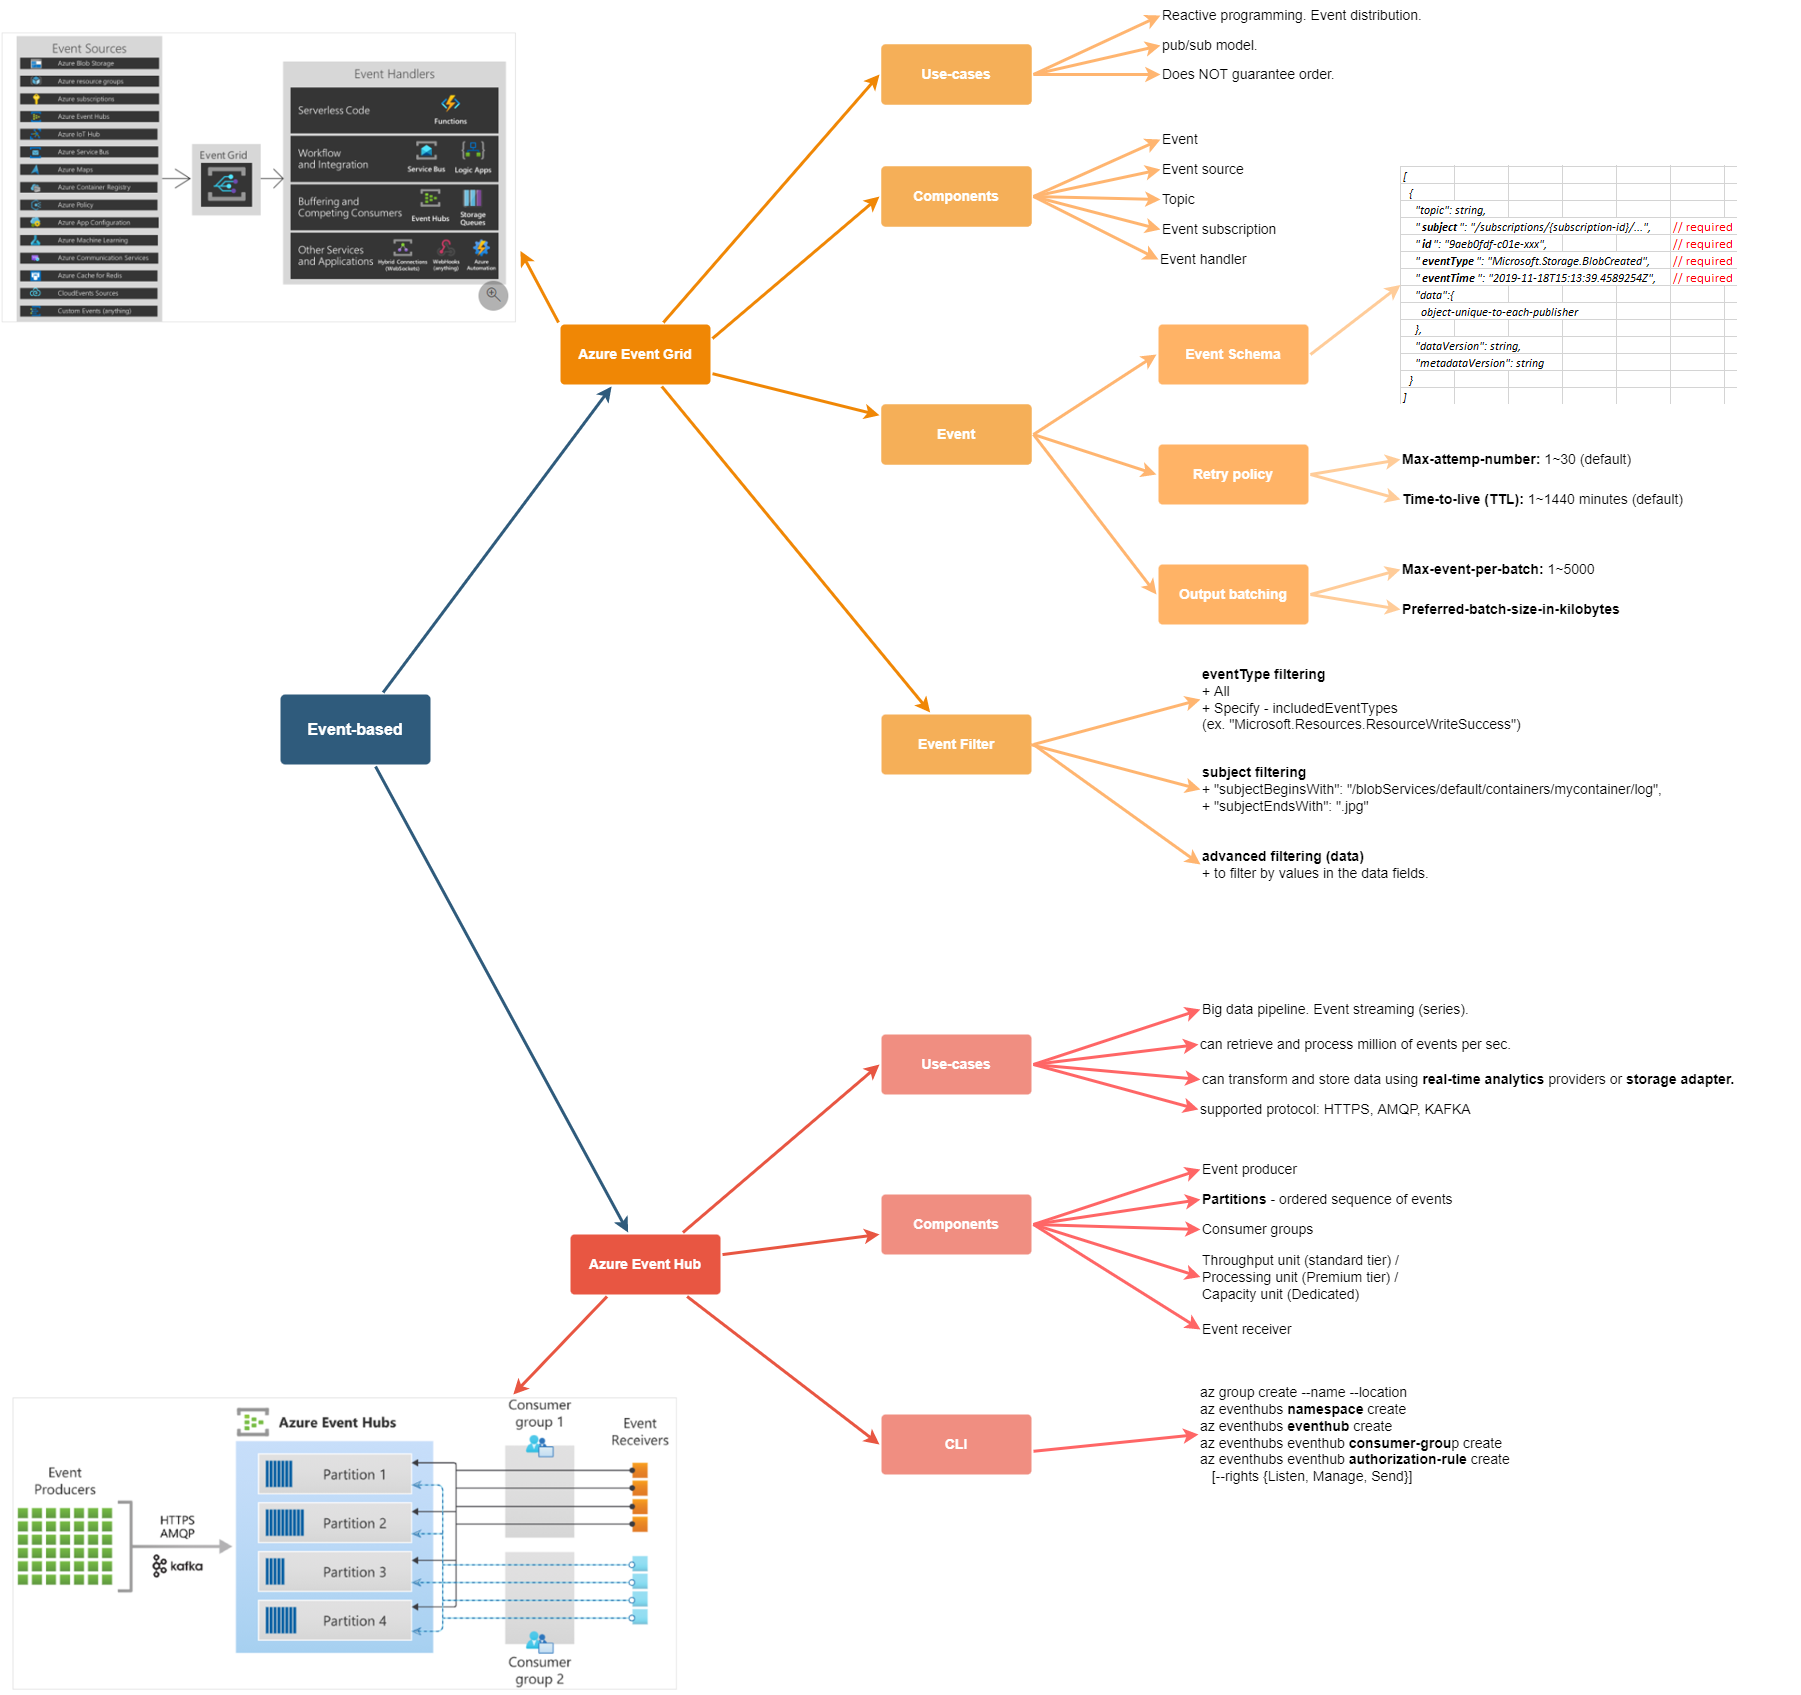 Event Sources
Azure Blob Storage
Azure resource groups
Azure subscriptions
Azure Event Hubs
Azure IoT Hub
Azure Service Bus
Azure Maps
Azure Container Registry
Azure Policy
Azure App Configuration
Azure Machine Learning
Azure Communication Services
Azure Cache for Redis
CloudEvents Sources
Custom Events (anything)
Event Grid
Event Handlers
Serverless Code
Functions
Workflow
and Integration
Service Bus
Logic Apps
Buffering and
Competing Consumers
Event Hubs
Storage
Queues
Other Services
and Applications
Hybrid Connections
(WebSockets)
WebHooks
(anything)
Azure
Automation
Event-based
Azure Event Grid
Use-cases
Reactive programming. Event distribution.
pub/sub model.
Does NOT guarantee order.
Components
Event
Event source
Topic
Event subscription
Event handler
Event
Event Schema
[
{
"topic": string,
"subject": "/subscriptions/{subscription-id}/...", // required
"id": "9aeb0fdf-c01e-xxx", // required
"eventType": "Microsoft.Storage.BlobCreated", // required
"eventTime": "2019-11-18T15:13:39.4589254Z", // required
"data":{
object-unique-to-each-publisher
},
"dataVersion": string,
"metadataVersion": string
}
]
Retry policy
Max-attemp-number: 1~30 (default)
Time-to-live (TTL): 1~1440 minutes (default)
Output batching
Max-event-per-batch: 1~5000
Preferred-batch-size-in-kilobytes
Event Filter
eventType filtering
+ All
+ Specify - includedEventTypes
(ex. "Microsoft.Resources.ResourceWriteSuccess")
subject filtering
+ "subjectBeginsWith": "/blobServices/default/containers/mycontainer/log",
+ "subjectEndsWith": ".jpg"
advanced filtering (data)
+ to filter by values in the data fields.
Azure Event Hub
Use-cases
Big data pipeline. Event streaming (series).
can retrieve and process million of events per sec.
can transform and store data using real-time analytics providers or storage adapter.
supported protocol: HTTPS, AMQP, KAFKA
Components
Event producer
Partitions - ordered sequence of events
Consumer groups
Throughput unit (standard tier) /
Processing unit (Premium tier) /
Capacity unit (Dedicated)
Event receiver
CLI
az group create --name --location
az eventhubs namespace create
az eventhubs eventhub create
az eventhubs eventhub consumer-group create
az eventhubs eventhub authorization-rule create
[--rights {Listen, Manage, Send}]
Event
Producers
HTTPS
AMQP
kafka
Azure Event Hubs
Partition 1
Partition 2
Partition 3
Partition 4
Consumer
group 1
Event
Receivers
Consumer
group 2